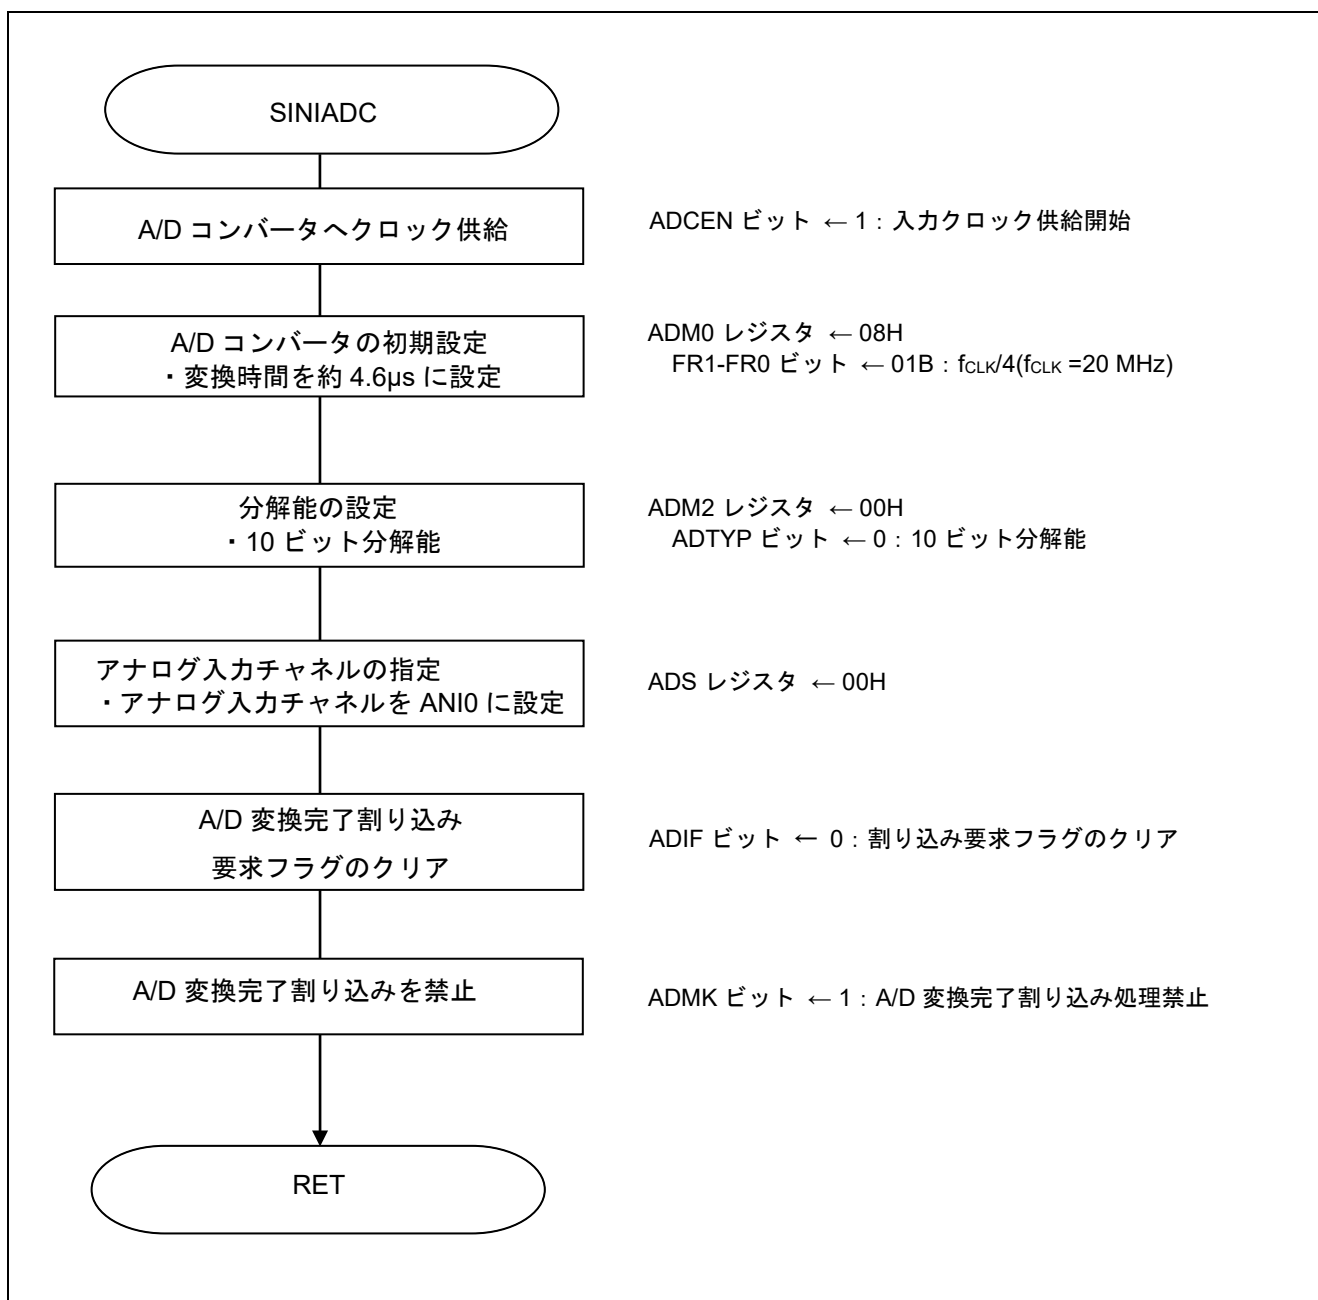 SINIADC
A/D コンバータへクロック供給
ADCEN ビット ← 1：入力クロック供給開始
A/D コンバータの初期設定
・変換時間を約 4.6µs に設定
ADM0 レジスタ ← 08H
FR1-FR0 ビット ← 01B：fCLK/4(fCLK =20 MHz)
分解能の設定
・10 ビット分解能
ADM2 レジスタ ← 00H
ADTYP ビット ← 0：10 ビット分解能
アナログ入力チャネルの指定
・アナログ入力チャネルを ANI0 に設定
ADS レジスタ ← 00H
A/D 変換完了割り込み
要求フラグのクリア
ADIF ビット ← 0：割り込み要求フラグのクリア
A/D 変換完了割り込みを禁止
ADMK ビット ← 1：A/D 変換完了割り込み処理禁止
RET